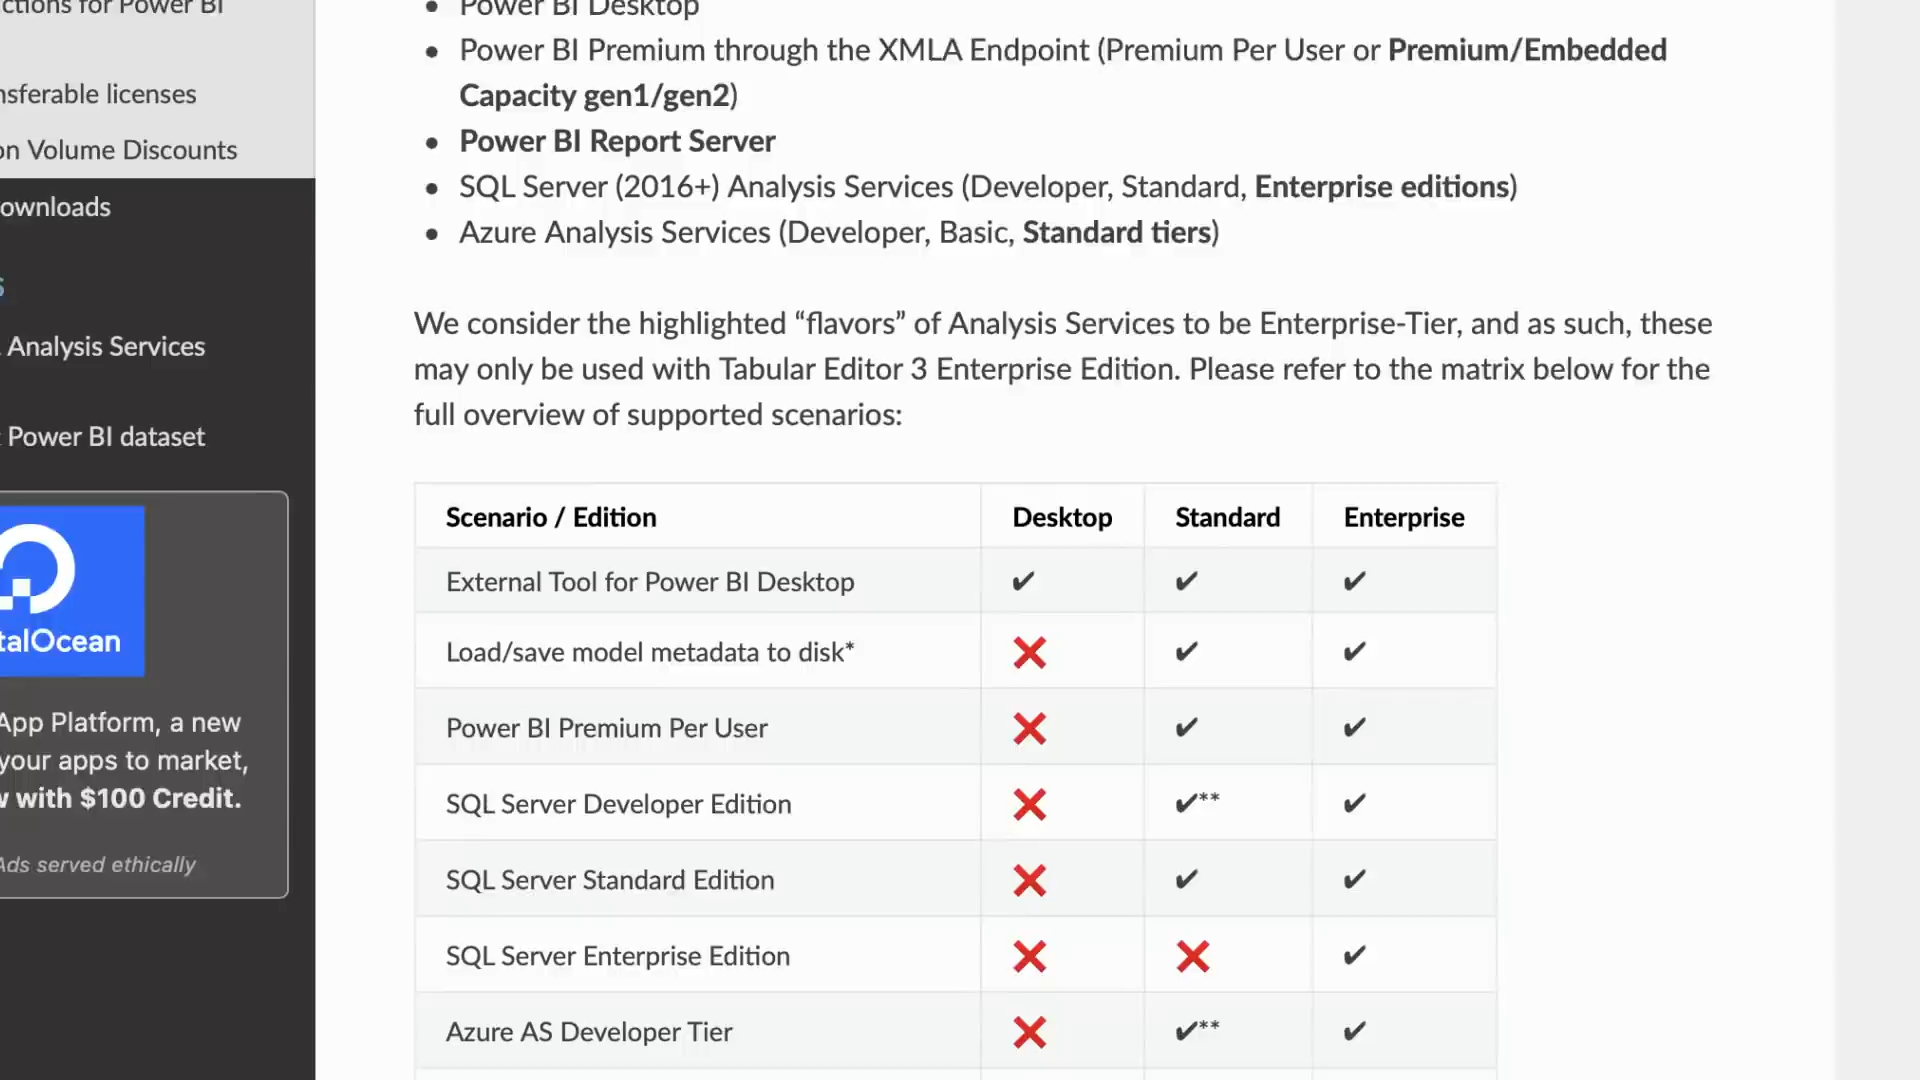 ctions for Power BI
nsferable licenses
on Volume Discounts
ownloads
s
Analysis Services
Power BI dataset
talOcean
App Platform, a new
your apps to market,
w with $100 Credit.
Ads served ethically
• Power BI Desktop
• Power BI Premium through the XMLA Endpoint (Premium Per User or Premium/Embedded
Capacity gen1/gen2)
• Power BI Report Server
• SQL Server (2016+) Analysis Services (Developer, Standard, Enterprise editions)
• Azure Analysis Services (Developer, Basic, Standard tiers)
We consider the highlighted “flavors” of Analysis Services to be Enterprise-Tier, and as such, these
may only be used with Tabular Editor 3 Enterprise Edition. Please refer to the matrix below for the
full overview of supported scenarios:
Scenario / Edition Desktop Standard Enterprise
External Tool for Power BI Desktop ✔ ✔ ✔
Load/save model metadata to disk* ❌ ✔ ✔
Power BI Premium Per User ❌ ✔ ✔
SQL Server Developer Edition ❌ ✔** ✔
SQL Server Standard Edition ❌ ✔ ✔
SQL Server Enterprise Edition ❌ ❌ ✔
Azure AS Developer Tier ❌ ✔** ✔